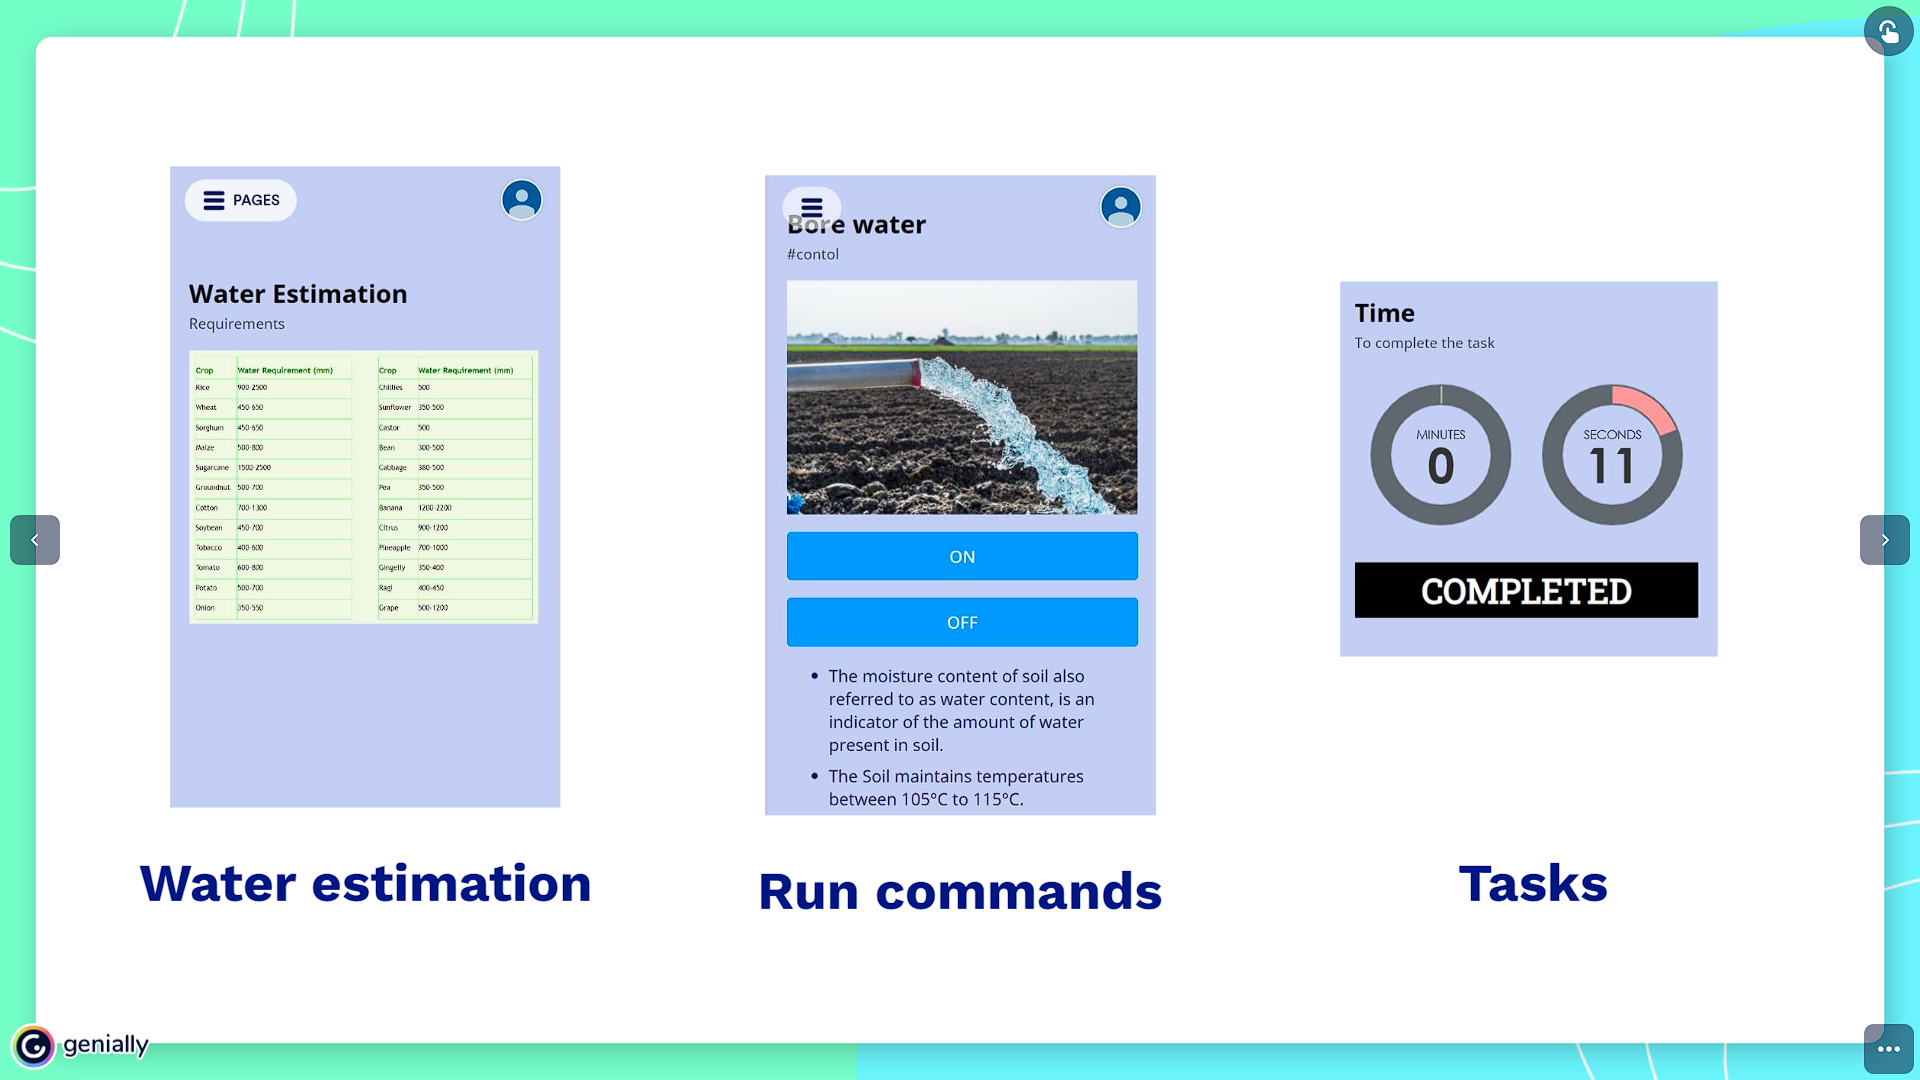 PAGES
Water Estimation
Requirements
Crop Water Requirement (mm) Crop Water Requirement (mm)
Rice 900-2500 Chillies 500
Wheat 450-650 Sunflower 350-500
Sorghum 450-650 Castor 500
Maize 500-800 Bean 300-500
Sugarcane 1500-2500 Cabbage 380-500
Groundnut 500-700 Pea 350-500
Cotton 700-1300 Banana 1200-2200
Soybean 450-700 Citrus 900-1200
Tobacco 400-600 Pineapple 700-1000
Tomato 600-800 Gingelly 350-400
Potato 500-700 Ragi 400-450
Onion 350-550 Grape 500-1200
Water estimation
Bore water
#contol
ON
OFF
• The moisture content of soil also
referred to as water content, is an
indicator of the amount of water
present in soil.
• The Soil maintains temperatures
between 105°C to 115°C.
Run commands
Time
To complete the task
MINUTES
0
SECONDS
11
COMPLETED
Tasks
genially